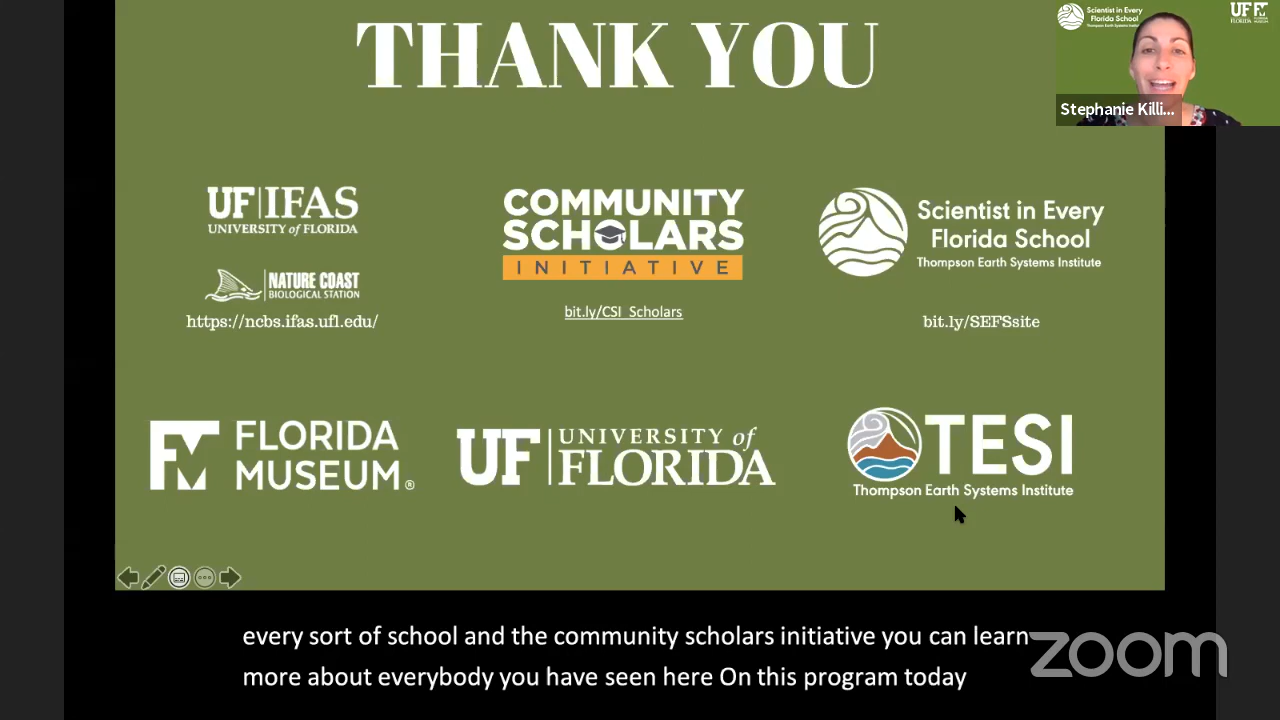 THANK YOU
Scientist in Every
Florida School
Thompson Earth Systems
UF
FLORIDA
Stephanie Killi...
UF IFAS
UNIVERSITY of FLORIDA
NATURE COAST
BIOLOGICAL STATION
https://ncbs.ifas.ufl.edu/
COMMUNITY
SCHOLARS
INITIATIVE
bit.ly/CSI_Scholars
Scientist in Every
Florida School
Thompson Earth Systems Institute
bit.ly/SEFSsite
FLORIDA
MUSEUM®
UF UNIVERSITY of
FLORIDA
TESI
Thompson Earth Systems Institute
every sort of school and the community scholars initiative you can learn
more about everybody you have seen here On this program today
zoom